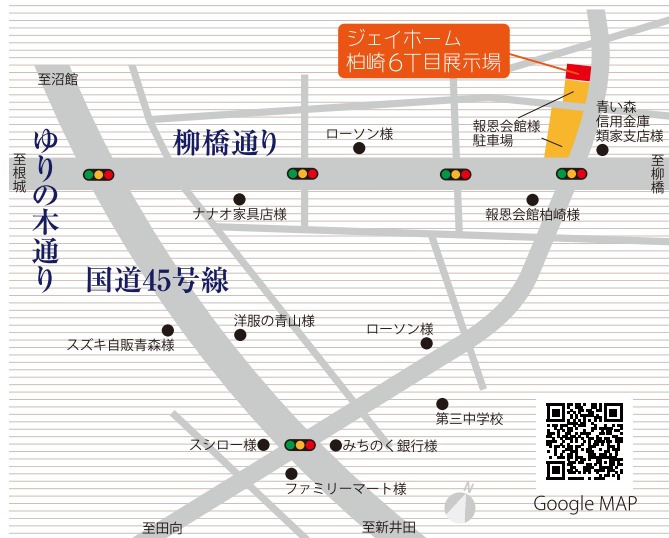 ジェイホーム
柏崎6丁目展示場
至沼館
青い森
信用金庫
類家支店様
報恩会館様
駐車場
ローソン様
柳橋通り
至根城
ゆりの木通り
至柳橋
ナナオ家具店様
報恩会館柏崎様
国道45号線
洋服の青山様
ローソン様
スズキ自販青森様
第三中学校
スシロー様
みちのく銀行様
ファミリーマート様
N
Google MAP
至田向
至新井田